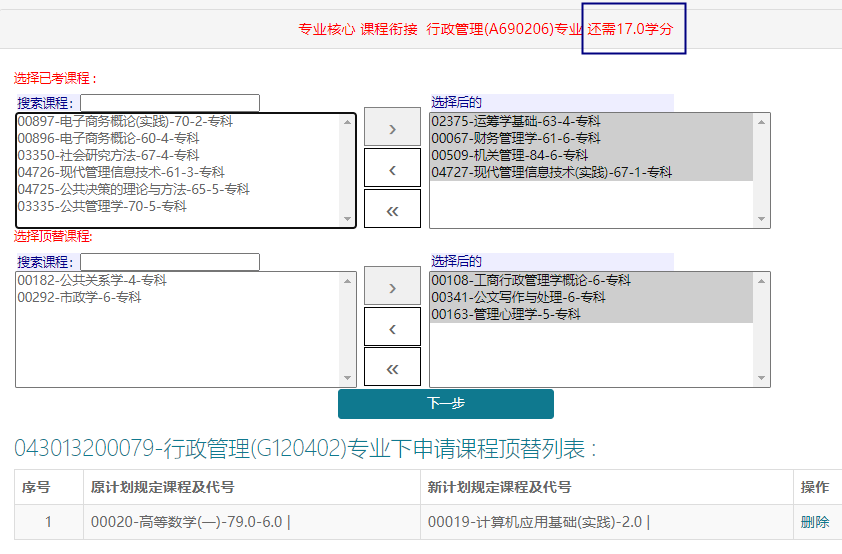 专业核心 课程衔接 行政管理(A690206)专业 还需17.0学分
选择已考课程：
搜索课程：
00897-电子商务概论(实践)-70-2-专科
00896-电子商务概论-60-4-专科
03350-社会研究方法-67-4-专科
04726-现代管理信息技术-61-3-专科
04725-公共决策的理论与方法-65-5-专科
03335-公共管理学-70-5-专科
›
‹
«
选择后的
02375-运筹学基础-63-4-专科
00067-财务管理学-61-6-专科
00509-机关管理-84-6-专科
04727-现代管理信息技术(实践)-67-1-专科
选择顶替课程:
搜索课程：
00182-公共关系学-4-专科
00292-市政学-6-专科
›
‹
«
选择后的
00108-工商行政管理学概论-6-专科
00341-公文写作与处理-6-专科
00163-管理心理学-5-专科
下一步
043013200079-行政管理(G120402)专业下申请课程顶替列表：
序号 原计划规定课程及代号 新计划规定课程及代号 操作
1 00020-高等数学(一)-79.0-6.0 | 00019-计算机应用基础(实践)-2.0 | 删除